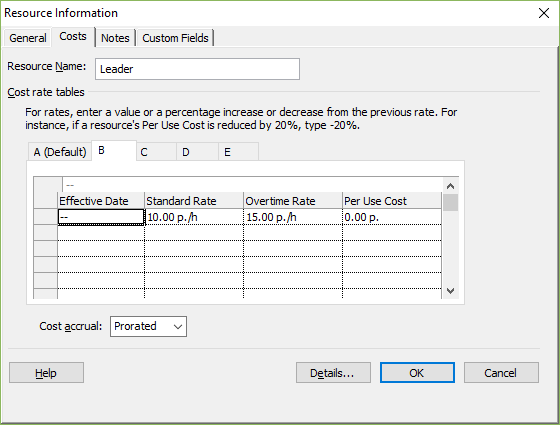 Resource Information
General Costs Notes Custom Fields
Resource Name: Leader
Cost rate tables
For rates, enter a value or a percentage increase or decrease from the previous rate. For
instance, if a resource's Per Use Cost is reduced by 20%, type -20%.
A (Default) B C D E
--
Effective Date Standard Rate Overtime Rate Per Use Cost
-- 10.00 p./h 15.00 p./h 0.00 p.
Cost accrual: Prorated
Help Details... OK Cancel